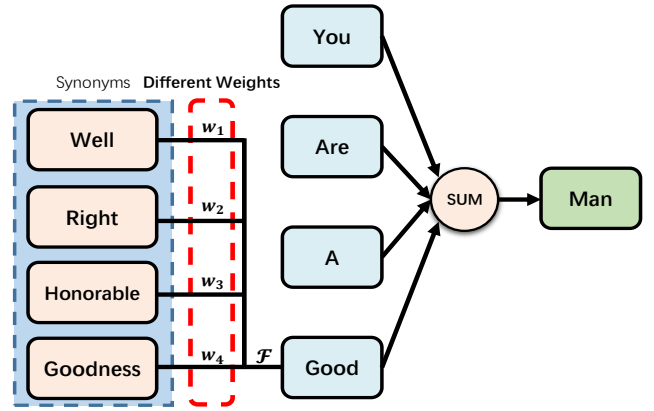 You
Synonyms Different Weights
Well
w₁
Are
Right
w₂
SUM
Man
A
Honorable
w₃
Goodness
w₄
ℱ
Good